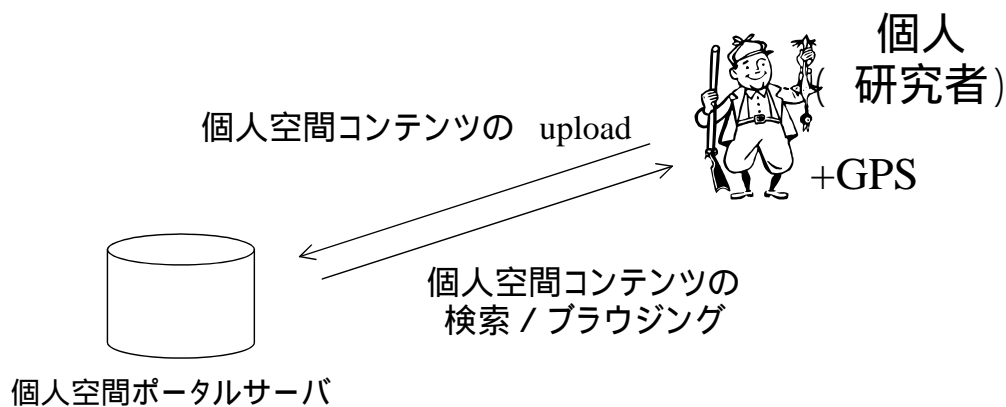 個人
(研究者)
個人空間コンテンツの upload
+GPS
個人空間コンテンツの
検索 / ブラウジング
個人空間ポータルサーバ